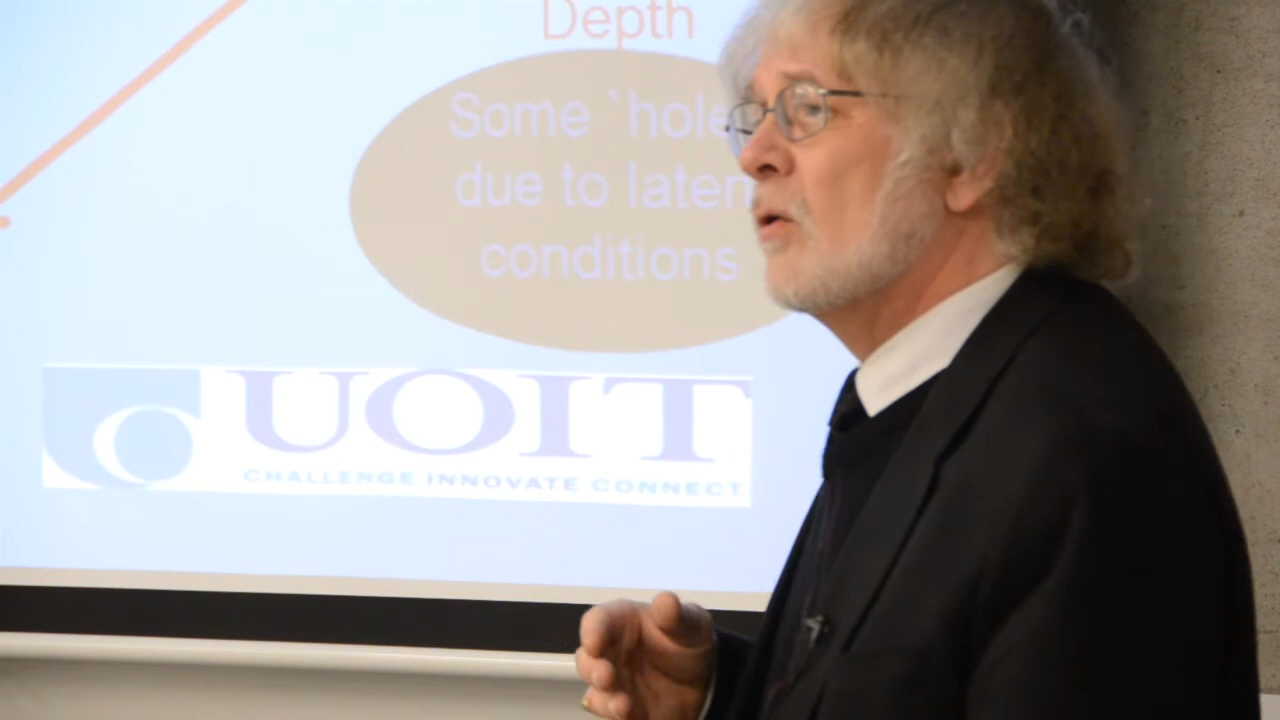 Depth
Some `hole
due to laten
conditions
UOIT
CHALLENGE INNOVATE CONNECT